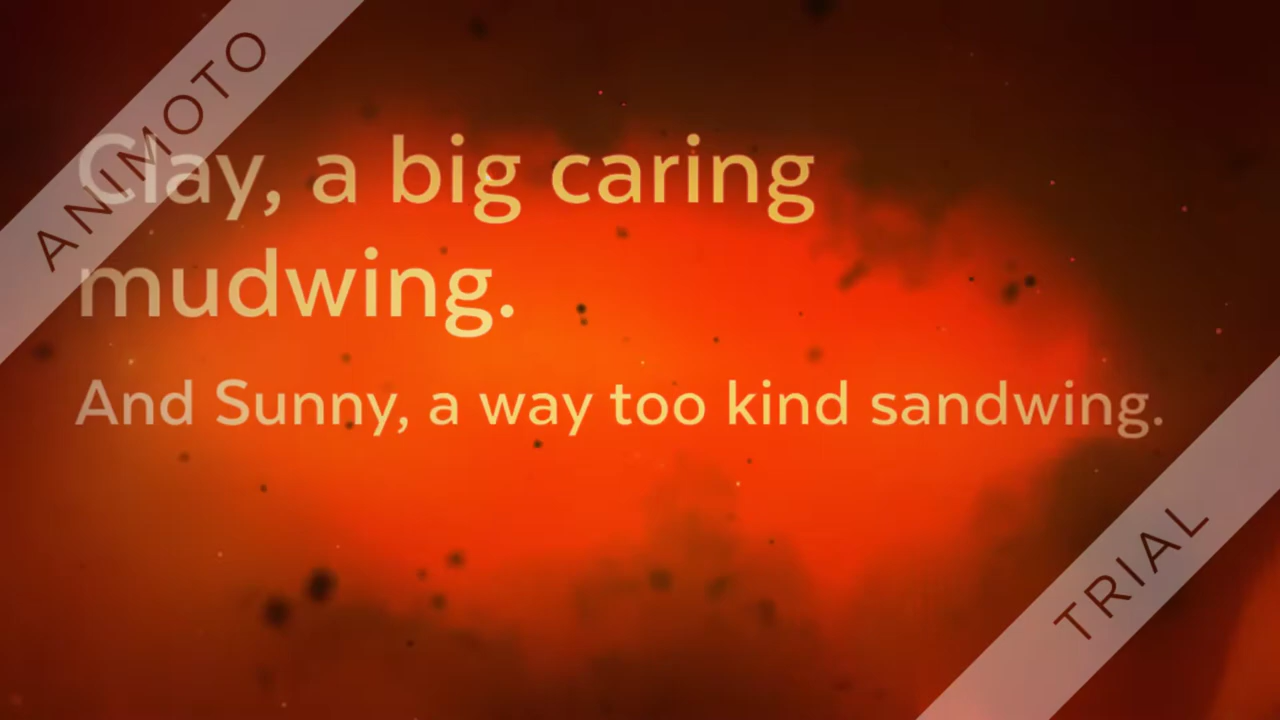 ANIMOTO
Clay, a big caring
mudwing.
And Sunny, a way too kind sandwing.
TRIAL